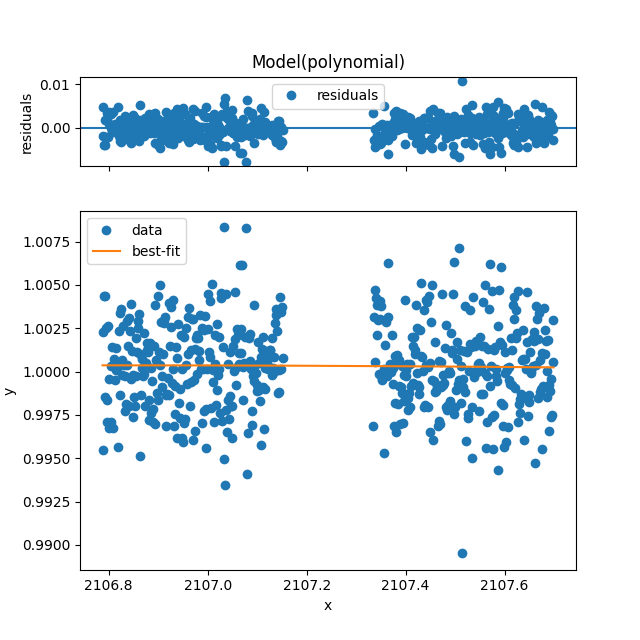 Model(polynomial)
0.01
0.00
residuals
residuals
data
best-fit
1.0075
1.0050
1.0025
1.0000
0.9975
0.9950
0.9925
0.9900
y
2106.8 2107.0 2107.2 2107.4 2107.6
x